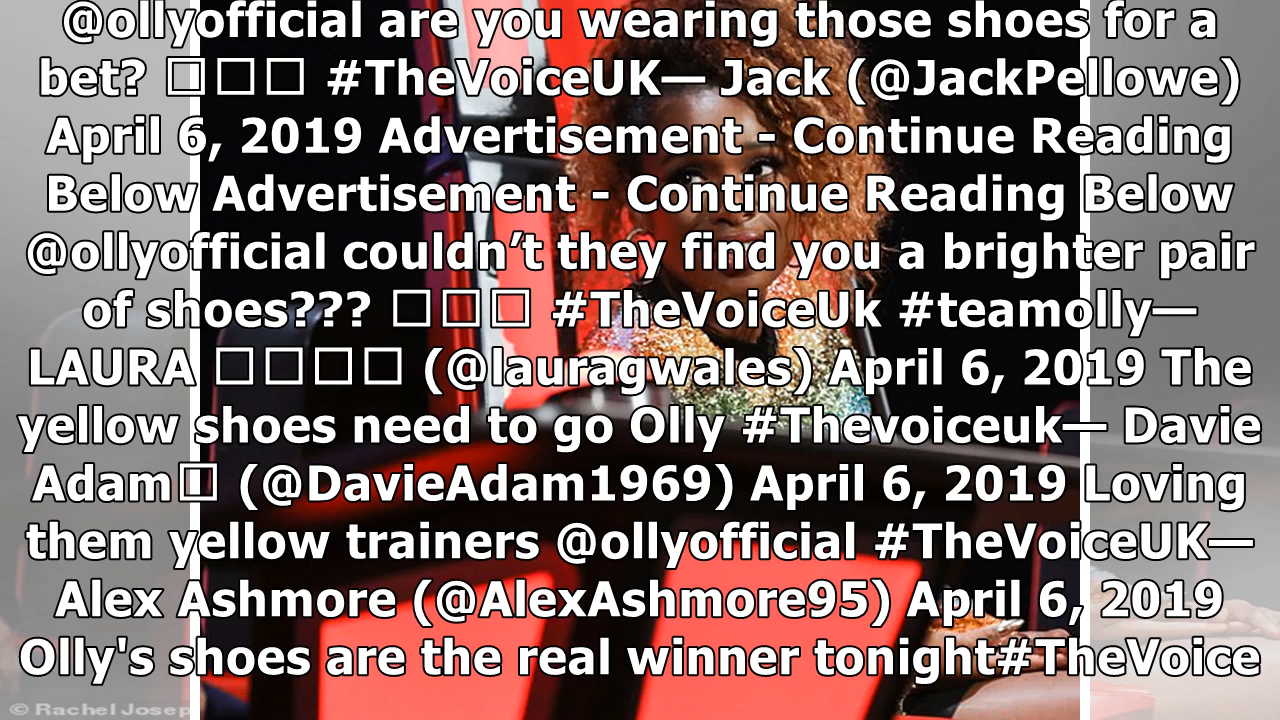 @ollyofficial are you wearing those shoes for a
bet? □□□ #TheVoiceUK— Jack (@JackPellowe)
April 6, 2019 Advertisement - Continue Reading
Below Advertisement - Continue Reading Below
@ollyofficial couldn’t they find you a brighter pair
of shoes??? □□□ #TheVoiceUk #teamolly—
LAURA □□□□ (@lauragwales) April 6, 2019 The
yellow shoes need to go Olly #Thevoiceuk— Davie
Adam□ (@DavieAdam1969) April 6, 2019 Loving
them yellow trainers @ollyofficial #TheVoiceUK—
Alex Ashmore (@AlexAshmore95) April 6, 2019
Olly's shoes are the real winner tonight#TheVoice
© Rachel Josep